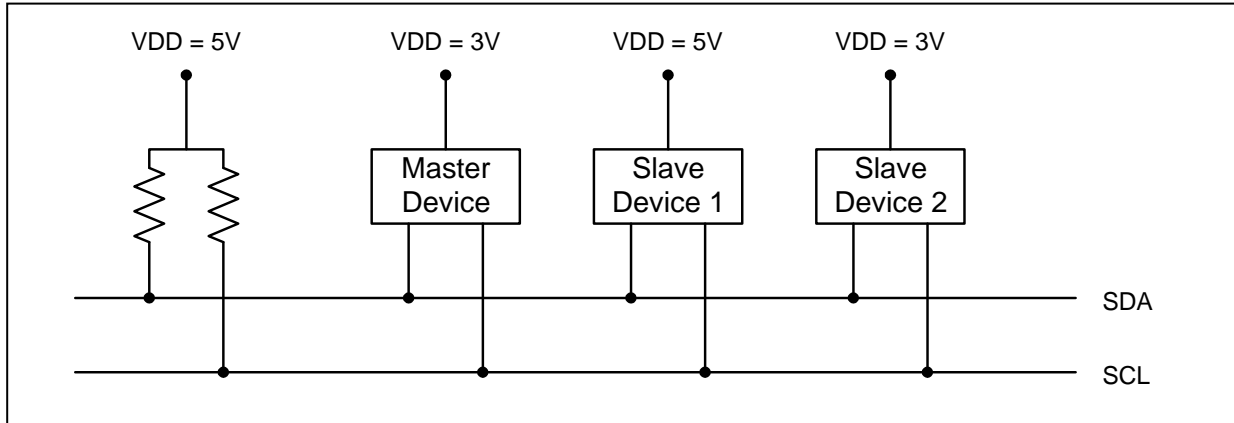 VDD = 5V
VDD = 3V
VDD = 5V
VDD = 3V
Master
Device
Slave
Device 1
Slave
Device 2
SDA
SCL